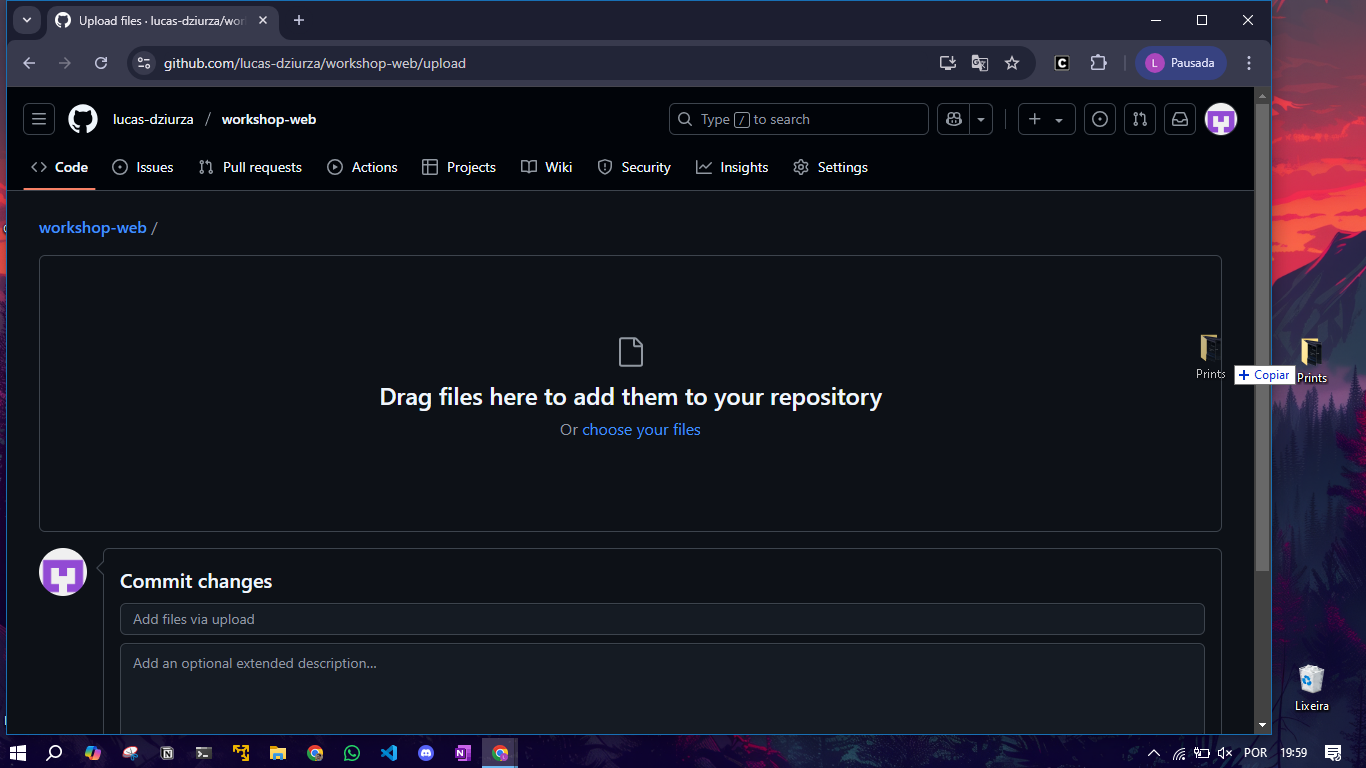 Upload files · lucas-dziurza/wor
github.com/lucas-dziurza/workshop-web/upload
L Pausada
lucas-dziurza / workshop-web
Type / to search
Code Issues Pull requests Actions Projects Wiki Security Insights Settings
workshop-web /
Drag files here to add them to your repository
Or choose your files
Prints
+ Copiar
Prints
Commit changes
Add files via upload
Add an optional extended description...
Lixeira
POR 19:59